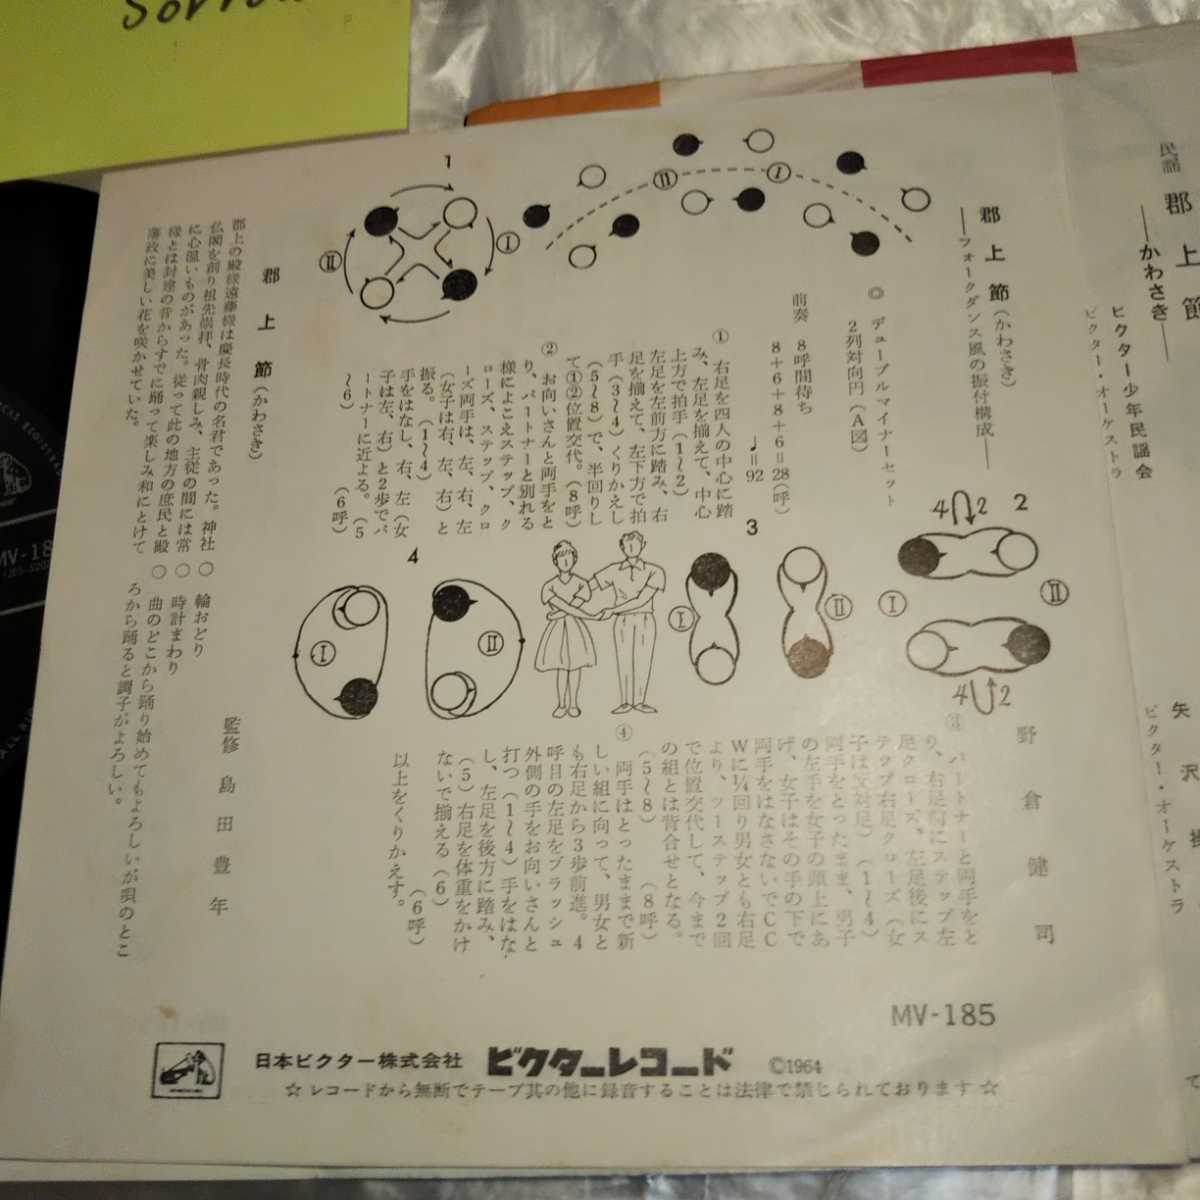 民謡
郡上節
―かわさき―
ビクター少年民謡会
ビクター・オーケストラ
矢沢
ビクター・オーケストラ
郡上節(かわさき)
―フォークダンス風の振付構成―
野倉健司
◎ デュープルマイナーセット
2列対向円(A図)
♩=92
8+6+8+6=28(呼)
前奏 8呼間待ち
① 右足を四人の中心に踏
み、左足を揃えて、中心
上方で拍手(1〜2)
左足を左前方に踏み、右
足を揃えて、左下方で拍
手(3〜4)くりかえし
(5〜8)で、半回りし
て①②位置交代。(8呼)
② お向いさんと両手をと
り、パートナーと別れる
様によこえステップ、ク
ローズ、ステップ、クロ
ーズ両手は、左、右、左
(女子は右、左、右)と
振る。(1〜4)
手をはなし、右、左(女
子は左、右)と2歩でパ
ートナーに近よる。(5
〜6) (6呼)
③ パートナーと両手をと
り、右足前にステップ左
足クローズ、左足後にス
テップ右足クローズ(女
子は反対足)(1〜4)
両手をとったまま、男子
の左手を女子の頭上にあ
げ、女子はその手の下で
両手をはなさないでCC
Wに¼回り男女とも右足
より、ツーステップ2回
で位置交代して、今まで
の組とは背合せとなる。
(5〜8) (8呼)
④ 両手はとったままで新
しい組に向って、男女と
も右足から3歩前進。4
呼目の左足をブラッシュ
外側の手をお向いさんと
打つ(1〜4)手をはな
し、左足を後方に踏み、
(5)右足を体重をかけ
ないで揃える(6)
(6呼)
以上をくりかえす。
1
Ⅰ
Ⅱ
Ⅱ
Ⅰ
2
4 2
Ⅰ
Ⅱ
4 2
3
Ⅰ
Ⅱ
4
Ⅰ
Ⅱ
郡上節(かわさき)
監修 島田豊年
郡上の殿様遠藤様は慶長時代の名君であった。神社
仏閣を創り祖先崇拝、骨肉親しみ、主従の間には常
に心温いものがあった。従って此の地方の庶民と殿
様とは封建の昔からすでに踊って楽しみ和にとけて
藩政に美しい花を咲かせていた。
○ 輪おどり
○ 時計まわり
○ 曲のどこから踊り始めてもよろしいが唄のとこ
ろから踊ると調子がよろしい。
MV-185
日本ビクター株式会社 ビクターレコード ©1964
☆レコードから無断でテープ其の他に録音することは法律で禁じられております☆